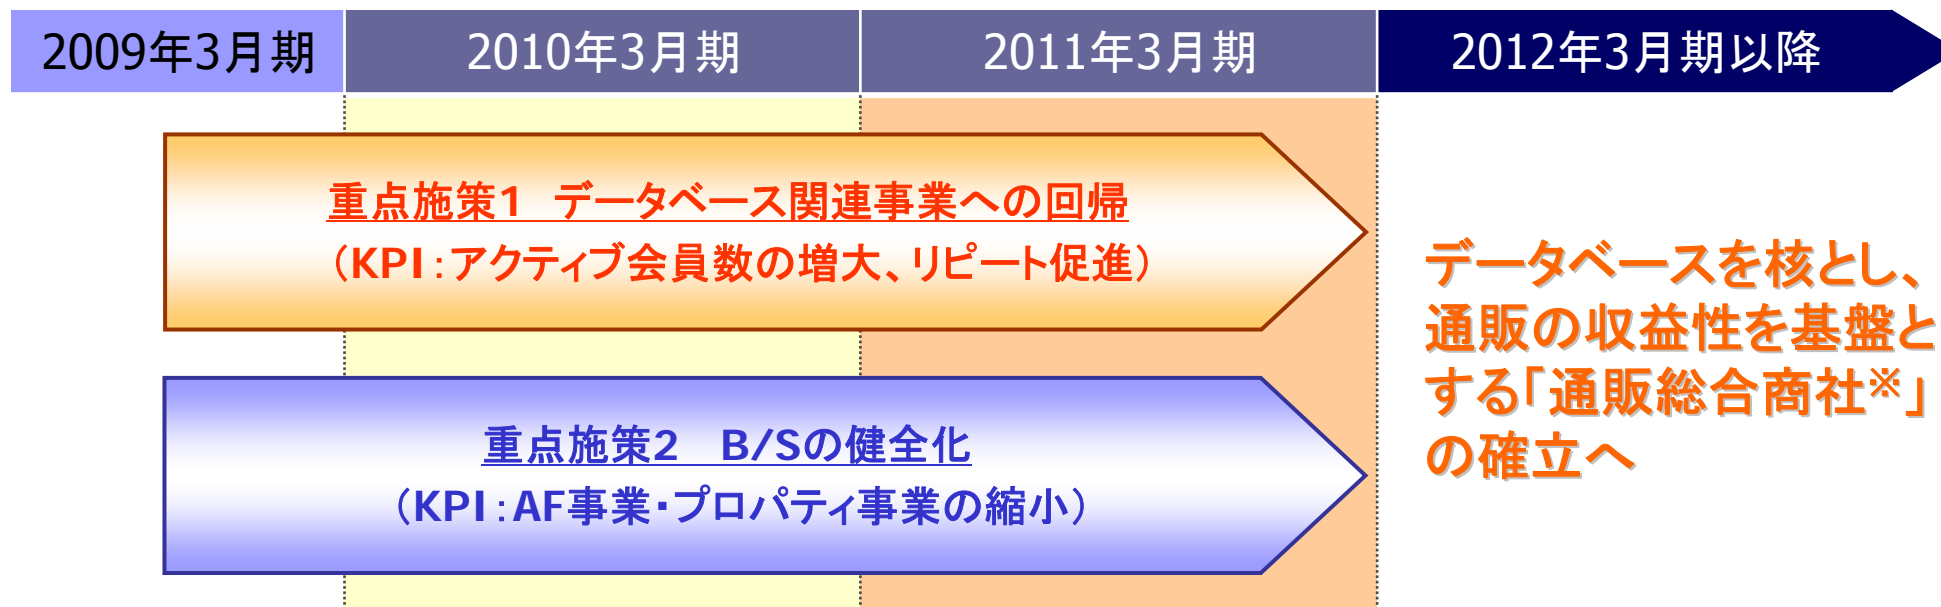 2009年3月期
2010年3月期
2011年3月期
2012年3月期以降
重点施策1　データベース関連事業への回帰
（KPI：アクティブ会員数の増大、リピート促進）
重点施策2　B/Sの健全化
（KPI：AF事業・プロパティ事業の縮小）
データベースを核とし、
通販の収益性を基盤と
する「通販総合商社※」
の確立へ